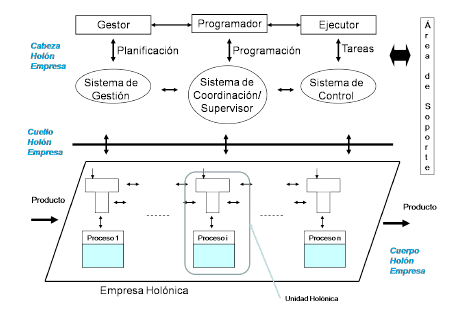 Gestor
Programador
Ejecutor
Planificación
Programación
Tareas
Cabeza
Holón
Empresa
Sistema de
Gestión
Sistema de
Coordinación/
Supervisor
Sistema de
Control
Área de Soporte
Cuello
Holón
Empresa
Producto
Producto
Proceso 1
Proceso i
Proceso n
Cuerpo
Holón
Empresa
Empresa Holónica
Unidad Holónica